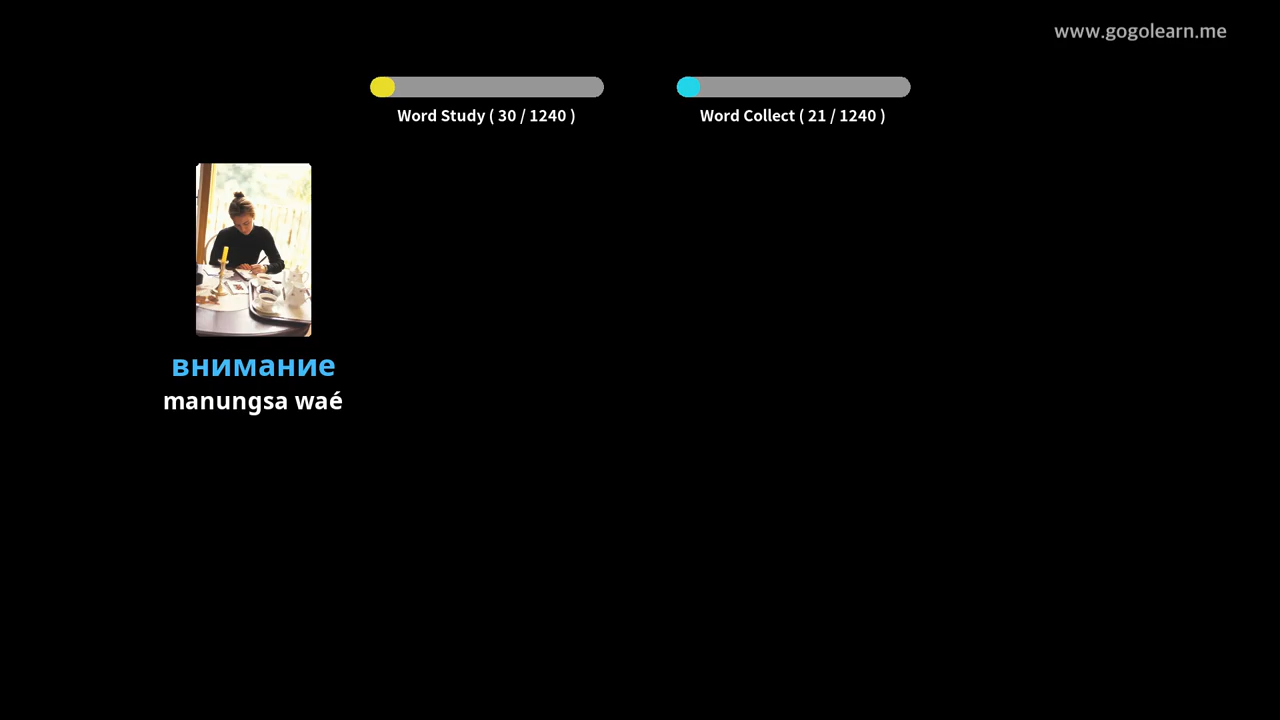 www.gogolearn.me
Word Study ( 30 / 1240 )
Word Collect ( 21 / 1240 )
внимание
manungsa waé